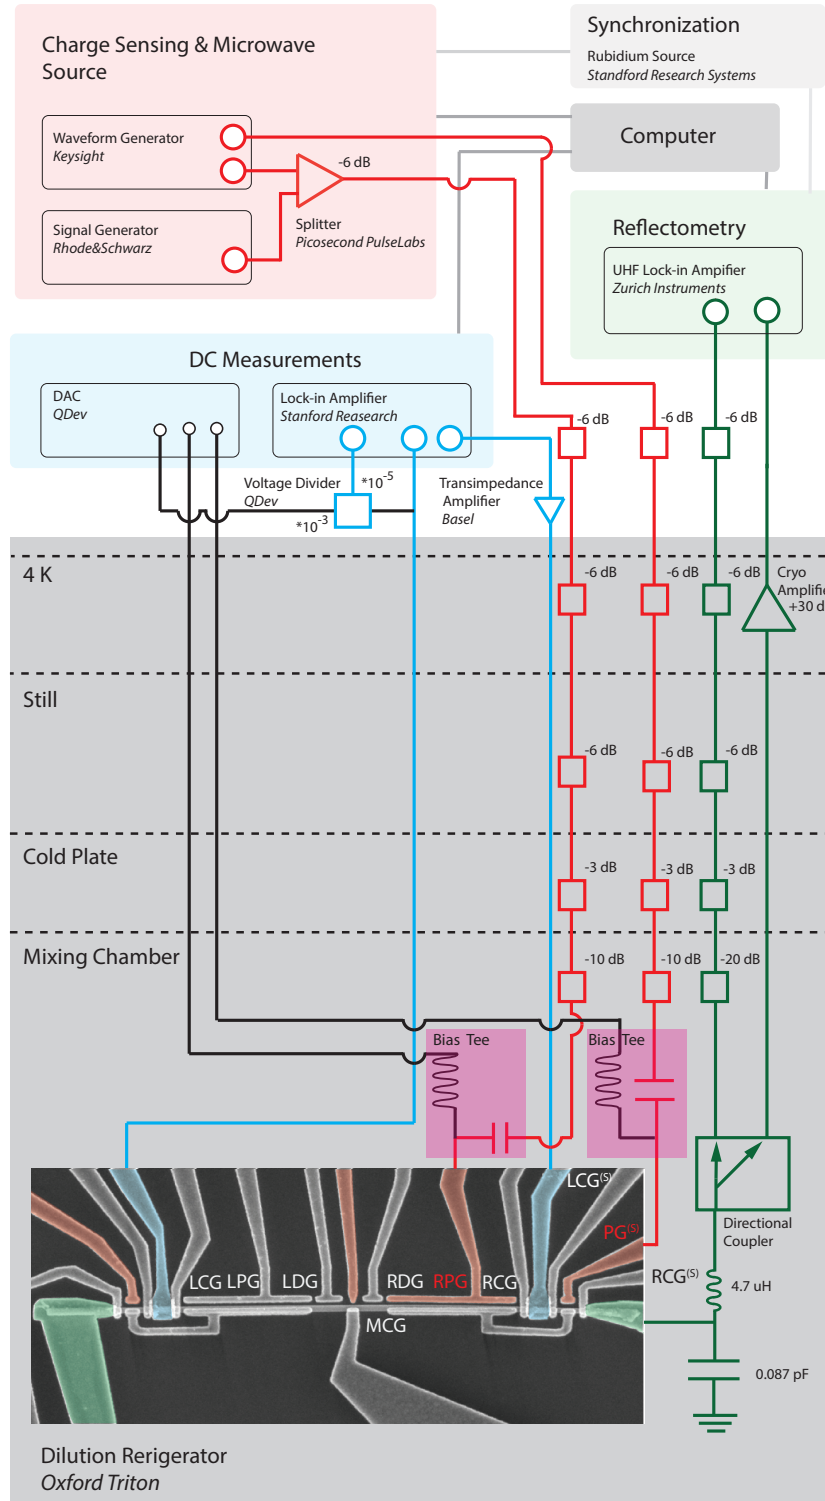 Charge Sensing & Microwave
Source
Synchronization
Rubidium Source
Standford Research Systems
Computer
Waveform Generator
Keysight
-6 dB
Signal Generator
Rhode&Schwarz
Splitter
Picosecond PulseLabs
Reflectometry
UHF Lock-in Ampifier
Zurich Instruments
DC Measurements
DAC
QDev
Lock-in Amplifier
Stanford Reasearch
-6 dB
-6 dB
-6 dB
Voltage Divider
QDev
*10-5
*10-3
Transimpedance
Amplifier
Basel
4 K
-6 dB
-6 dB
-6 dB
Cryo
Amplifie
+30 d
Still
-6 dB
-6 dB
-6 dB
Cold Plate
-3 dB
-3 dB
-3 dB
Mixing Chamber
-10 dB
-10 dB
-20 dB
Bias Tee
Bias Tee
LCG(S)
PG(S)
Directional
Coupler
RCG(S)
4.7 uH
LCG LPG LDG RDG RPG RCG
MCG
0.087 pF
Dilution Rerigerator
Oxford Triton